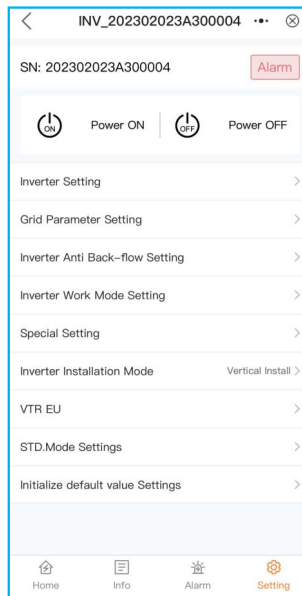 INV_202302023A300004
SN: 202302023A300004 Alarm
ON Power ON OFF Power OFF
Inverter Setting
Grid Parameter Setting
Inverter Anti Back-flow Setting
Inverter Work Mode Setting
Special Setting
Inverter Installation Mode Vertical Install
VTR EU
STD.Mode Settings
Initialize default value Settings
Home Info Alarm Setting